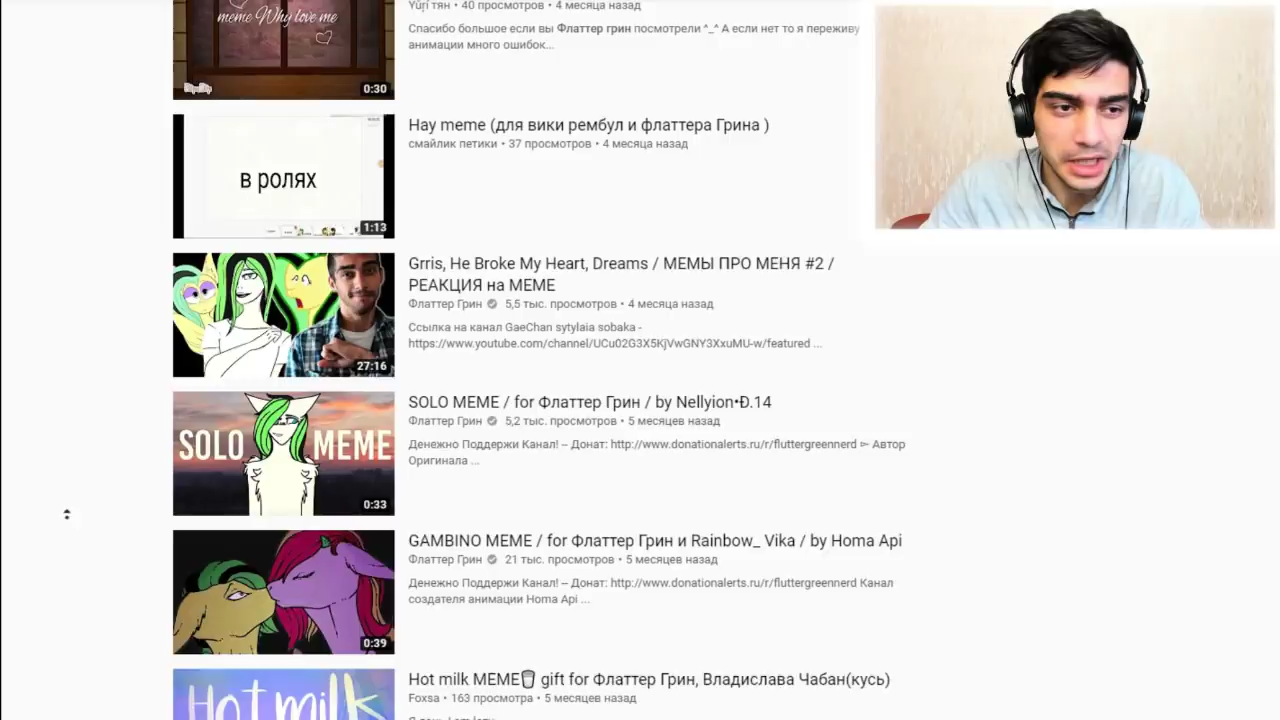 meme Why love me
0:30
Yuri тян • 40 просмотров • 4 месяца назад
Спасибо большое если вы Флаттер грин посмотрели ^_^ А если нет то я переживу
анимации много ошибок...
в ролях
1:13
Hay meme (для вики рембул и флаттера Грина )
смайлик петики • 37 просмотров • 4 месяца назад
27:16
Grris, He Broke My Heart, Dreams / МЕМЫ ПРО МЕНЯ #2 /
РЕАКЦИЯ на МЕМЕ
Флаттер Грин 5,5 тыс. просмотров • 4 месяца назад
Ссылка на канал GaeChan sytylaia sobaka -
https://www.youtube.com/channel/UCu02G3X5KjVwGNY3XxuMU-w/featured ...
SOLO MEME
0:33
SOLO MEME / for Флаттер Грин / by Nellyion•Đ.14
Флаттер Грин 5,2 тыс. просмотров • 5 месяцев назад
Денежно Поддержи Канал! – Донат: http://www.donationalerts.ru/r/fluttergreennerd ⊳ Автор
Оригинала ...
0:39
GAMBINO MEME / for Флаттер Грин и Rainbow_ Vika / by Homa Api
Флаттер Грин 21 тыс. просмотров • 5 месяцев назад
Денежно Поддержи Канал! – Донат: http://www.donationalerts.ru/r/fluttergreennerd Канал
создателя анимации Homa Api ...
Hot milk
Hot milk MEME🥛 gift for Флаттер Грин, Владислава Чабан(кусь)
Foxsa • 163 просмотра • 5 месяцев назад